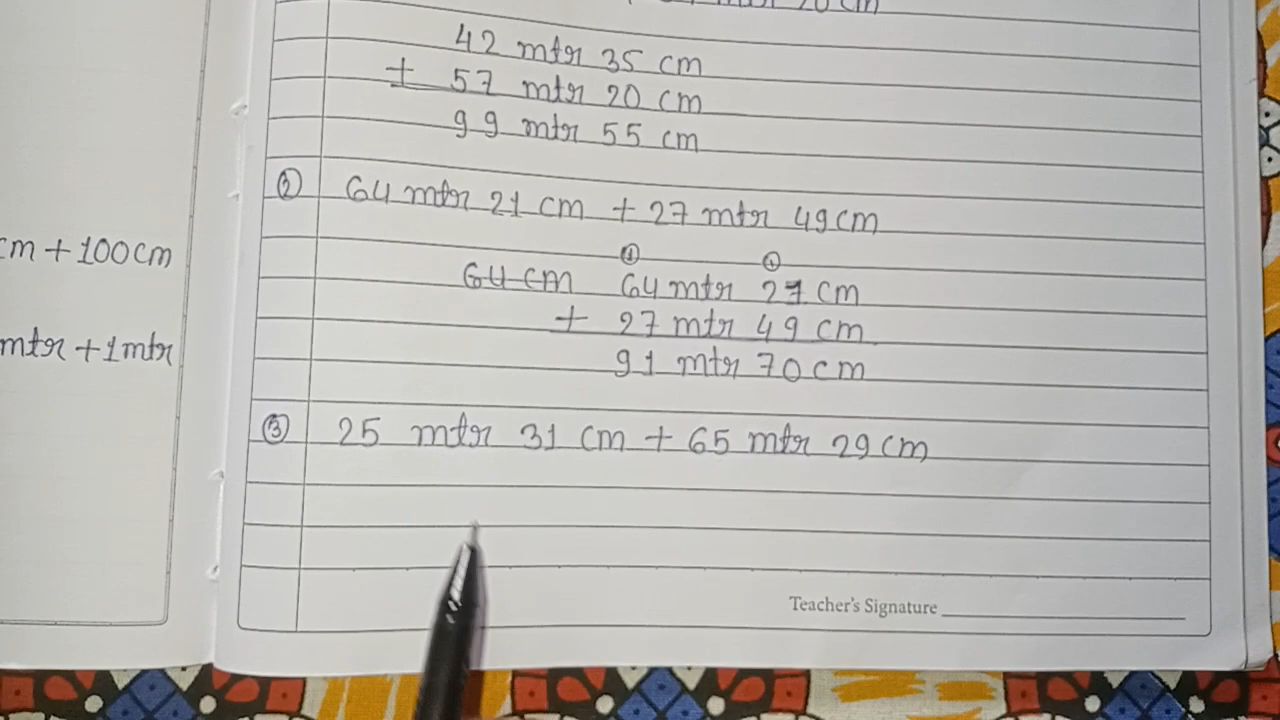 20 cm
42 mtr 35 cm
+ 57 mtr 20 cm
99 mtr 55 cm
② 64 mtr 21 cm + 27 mtr 49 cm
① ①
64 cm 64 mtr 21 cm
+ 27 mtr 49 cm
91 mtr 70 cm
③ 25 mtr 31 cm + 65 mtr 29 cm
Teacher's Signature
cm + 100 cm
mtr + 1 mtr